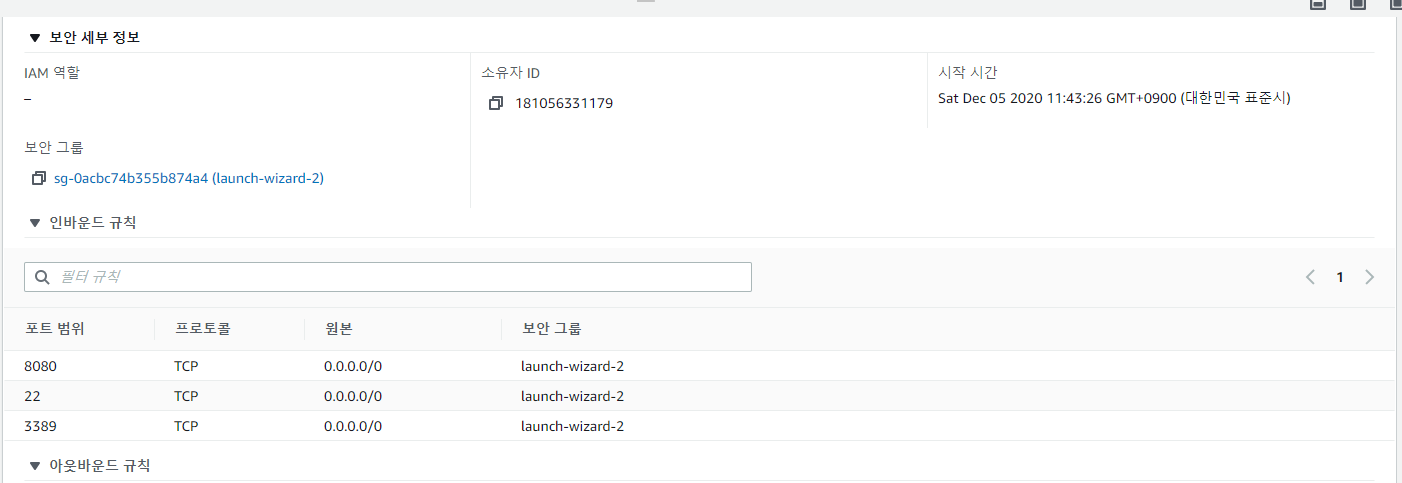 보안 세부 정보
IAM 역할
–
소유자 ID
181056331179
시작 시간
Sat Dec 05 2020 11:43:26 GMT+0900 (대한민국 표준시)
보안 그룹
sg-0acbc74b355b874a4 (launch-wizard-2)
인바운드 규칙
필터 규칙
1
포트 범위 프로토콜 원본 보안 그룹
8080 TCP 0.0.0.0/0 launch-wizard-2
22 TCP 0.0.0.0/0 launch-wizard-2
3389 TCP 0.0.0.0/0 launch-wizard-2
아웃바운드 규칙